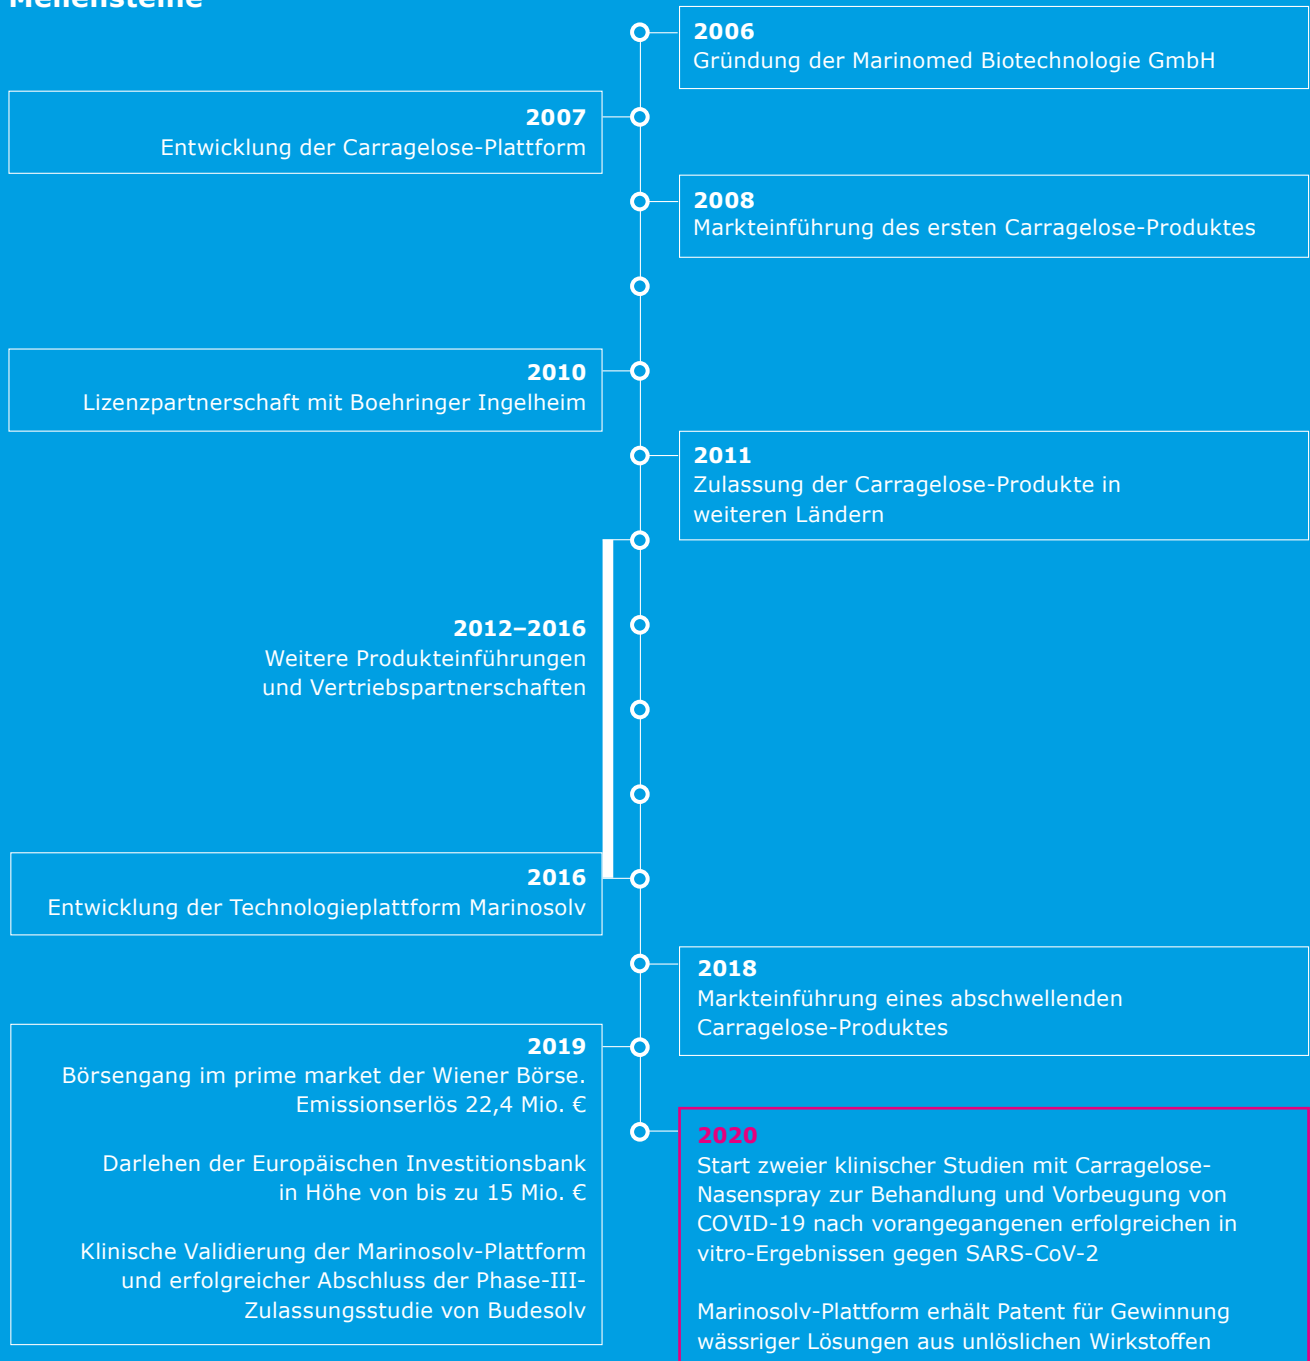 Meilensteine
2006
Gründung der Marinomed Biotechnologie GmbH
2007
Entwicklung der Carragelose-Plattform
2008
Markteinführung des ersten Carragelose-Produktes
2010
Lizenzpartnerschaft mit Boehringer Ingelheim
2011
Zulassung der Carragelose-Produkte in
weiteren Ländern
2012–2016
Weitere Produkteinführungen
und Vertriebspartnerschaften
2016
Entwicklung der Technologieplattform Marinosolv
2018
Markteinführung eines abschwellenden
Carragelose-Produktes
2019
Börsengang im prime market der Wiener Börse.
Emissionserlös 22,4 Mio. €
Darlehen der Europäischen Investitionsbank
in Höhe von bis zu 15 Mio. €
Klinische Validierung der Marinosolv-Plattform
und erfolgreicher Abschluss der Phase-III-
Zulassungsstudie von Budesolv
2020
Start zweier klinischer Studien mit Carragelose-
Nasenspray zur Behandlung und Vorbeugung von
COVID-19 nach vorangegangenen erfolgreichen in
vitro-Ergebnissen gegen SARS-CoV-2
Marinosolv-Plattform erhält Patent für Gewinnung
wässriger Lösungen aus unlöslichen Wirkstoffen